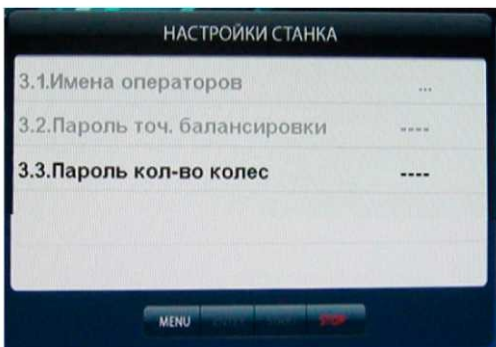 НАСТРОЙКИ СТАНКА
3.1.Имена операторов ...
3.2.Пароль точ. балансировки ----
3.3.Пароль кол-во колес ----
MENU ENTER STOP